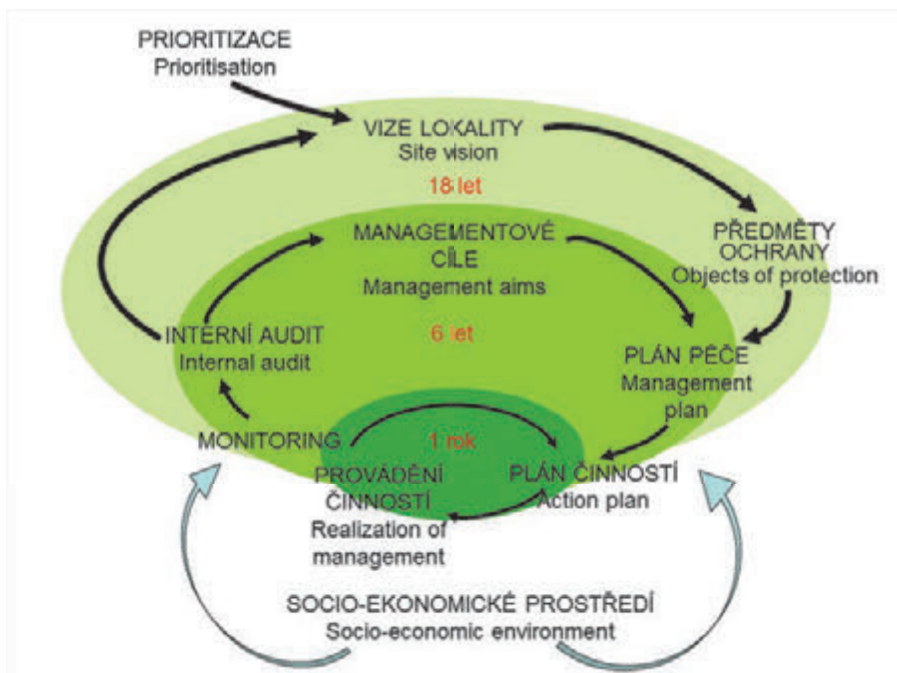 PRIORITIZACE
Prioritisation
VIZE LOKALITY
Site vision
18 let
MANAGEMENTOVÉ
CÍLE
Management aims
PŘEDMĚTY
OCHRANY
Objects of protection
INTERNÍ AUDIT
Internal audit
6 let
PLÁN PÉČE
Management
plan
MONITORING
1 rok
PROVÁDĚNÍ
ČINNOSTÍ
Realization of
management
PLÁN ČINNOSTÍ
Action plan
SOCIO-EKONOMICKÉ PROSTŘEDÍ
Socio-economic environment